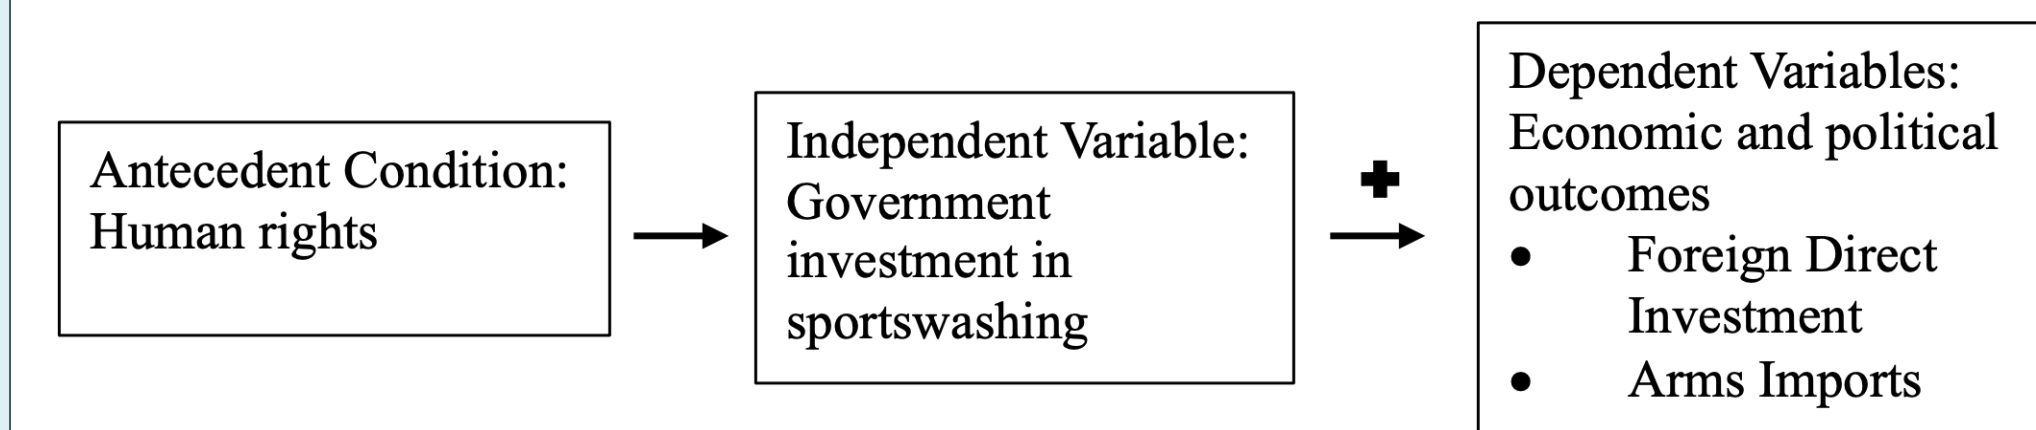 Antecedent Condition:
Human rights
Independent Variable:
Government
investment in
sportswashing
+
Dependent Variables:
Economic and political
outcomes
• Foreign Direct
Investment
• Arms Imports